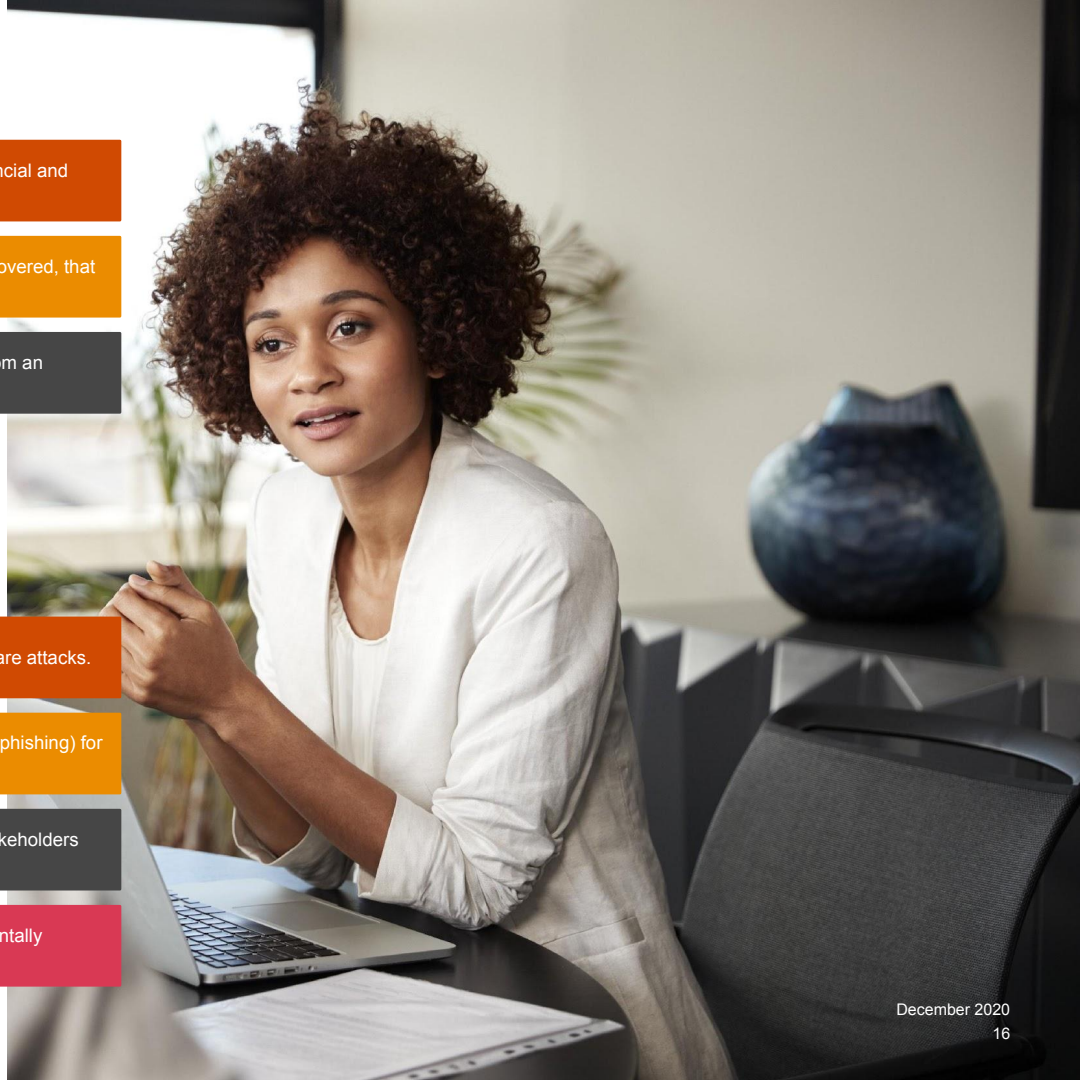 ncial and
overed, that
om an
are attacks.
phishing) for
keholders
ntally
December 2020
16